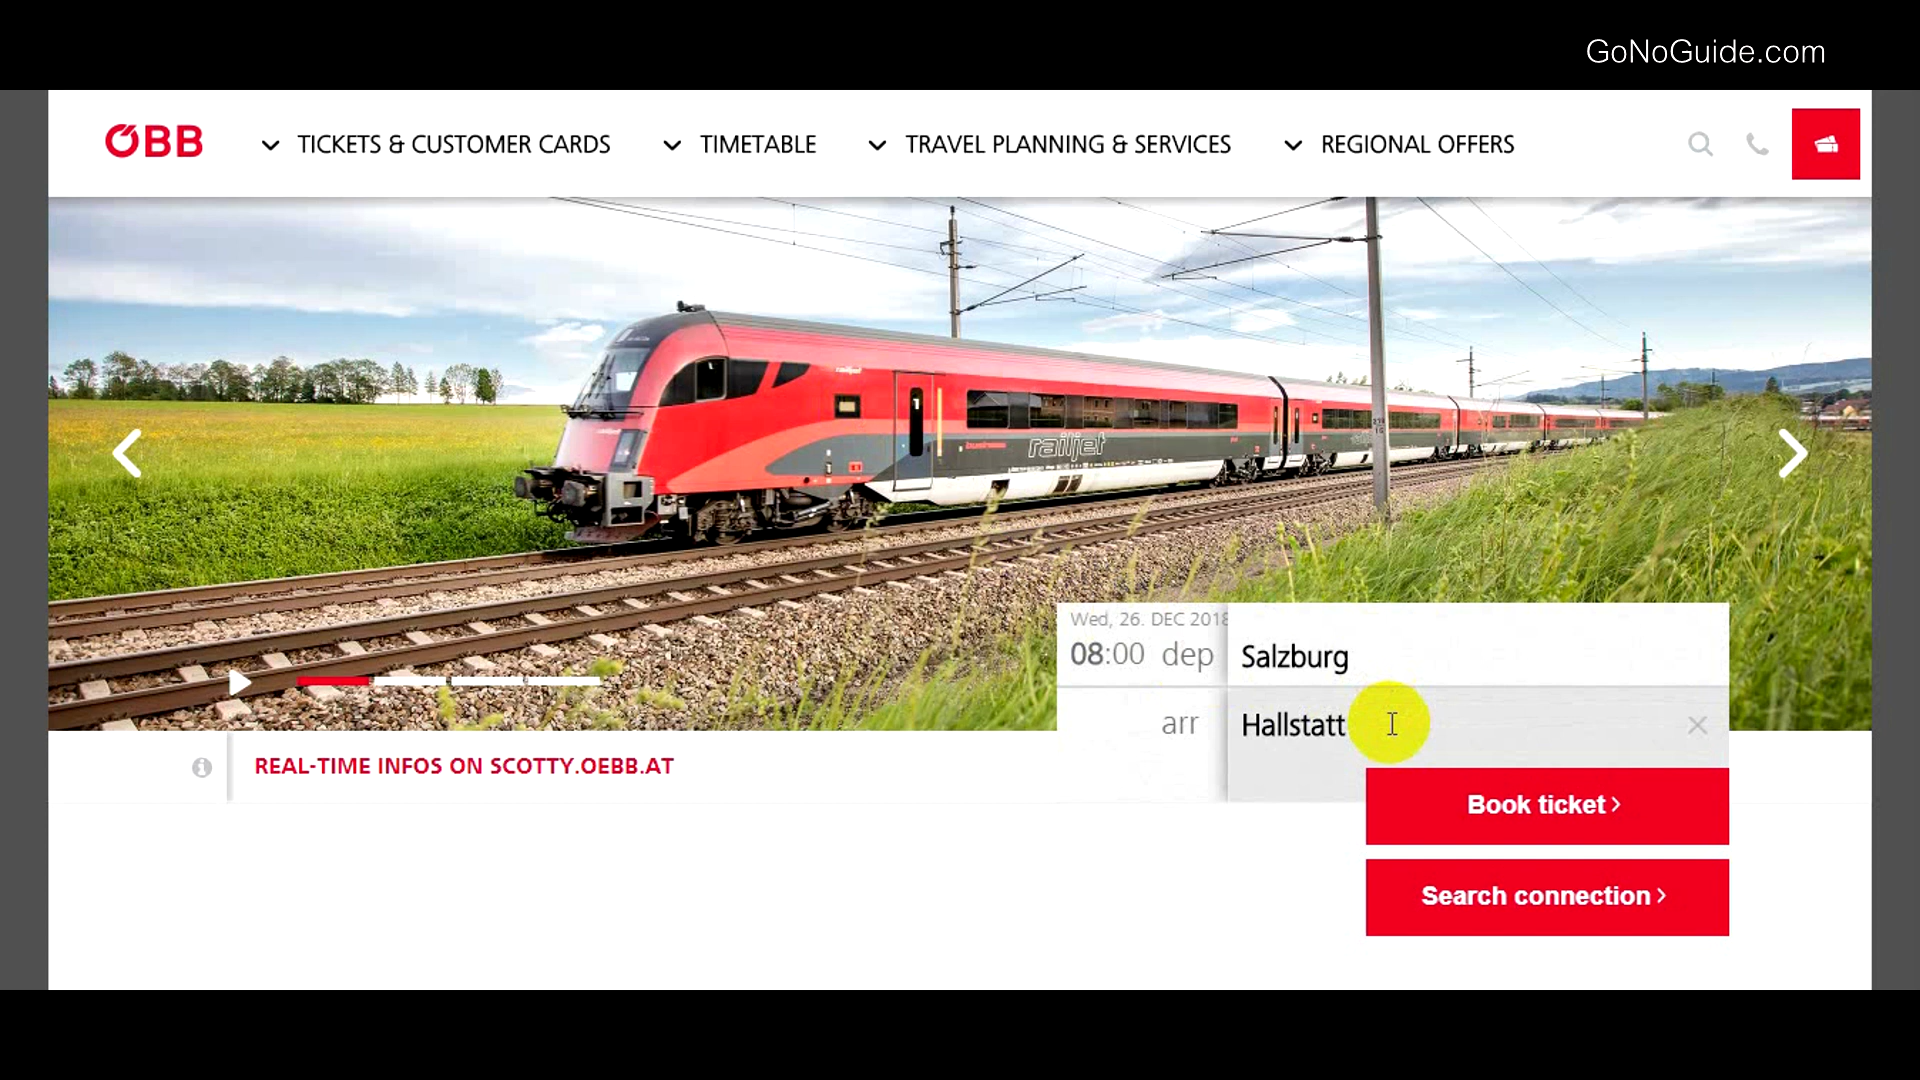 GoNoGuide.com
ÖBB
TICKETS & CUSTOMER CARDS
TIMETABLE
TRAVEL PLANNING & SERVICES
REGIONAL OFFERS
railjet
Wed, 26. DEC 2018
08:00 dep
Salzburg
arr
Hallstatt
REAL-TIME INFOS ON SCOTTY.OEBB.AT
Book ticket
Search connection